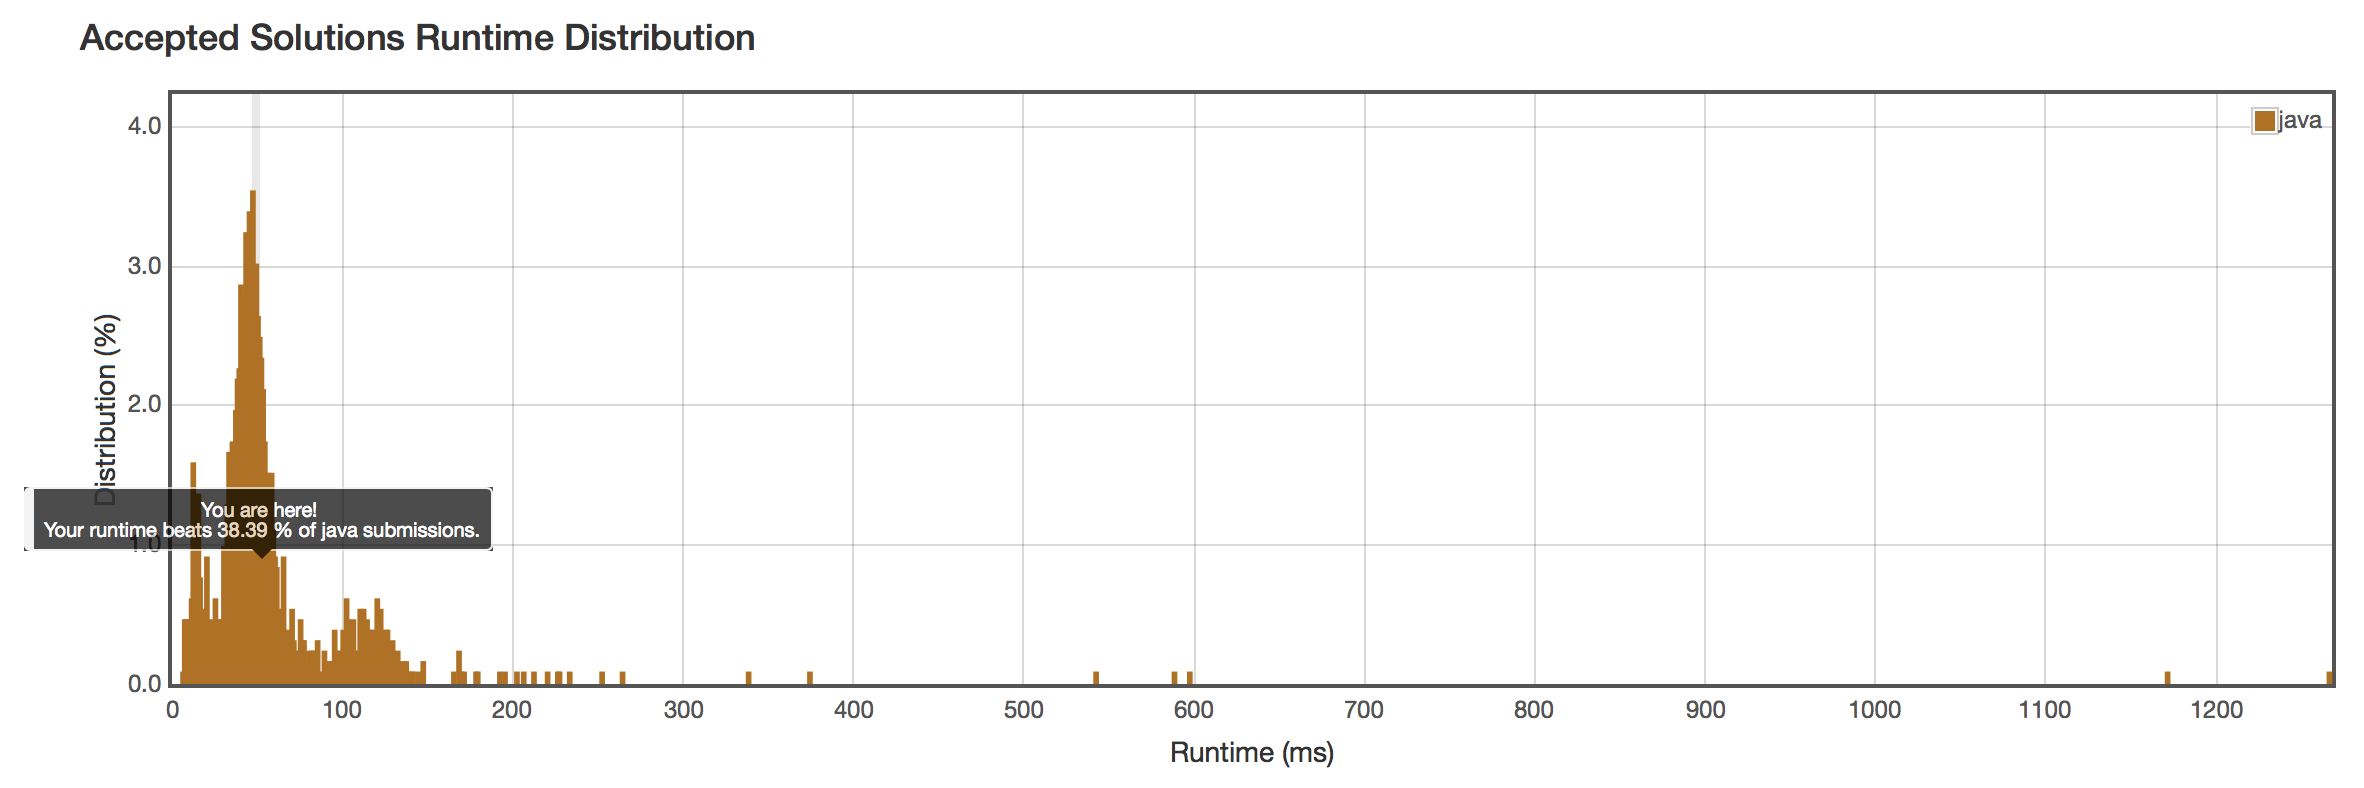 Accepted Solutions Runtime Distribution
java
4.0
3.0
2.0
1.0
0.0
Distribution (%)
You are here!
Your runtime beats 38.39 % of java submissions.
0 100 200 300 400 500 600 700 800 900 1000 1100 1200
Runtime (ms)